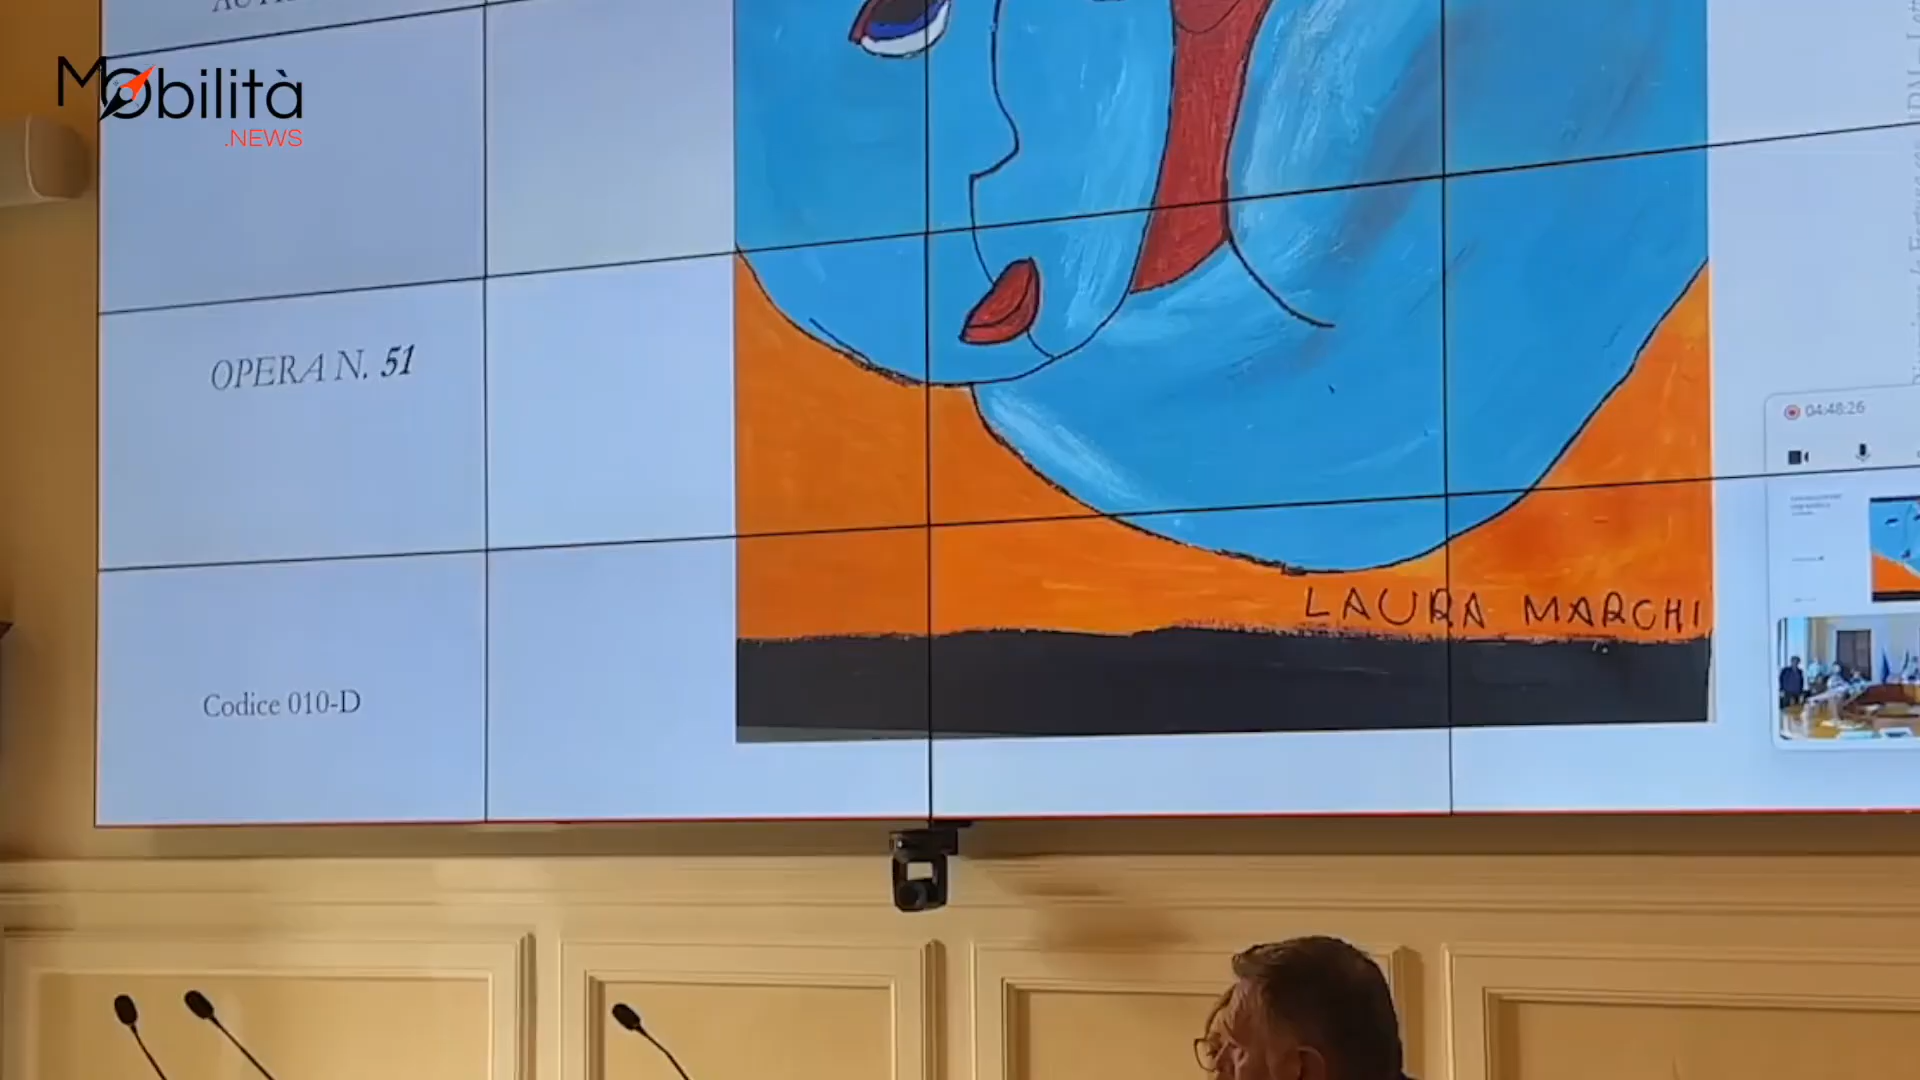 Mobilità
.NEWS
OPERA N. 51
Codice 010-D
LAURA MARCHI
04:48:26